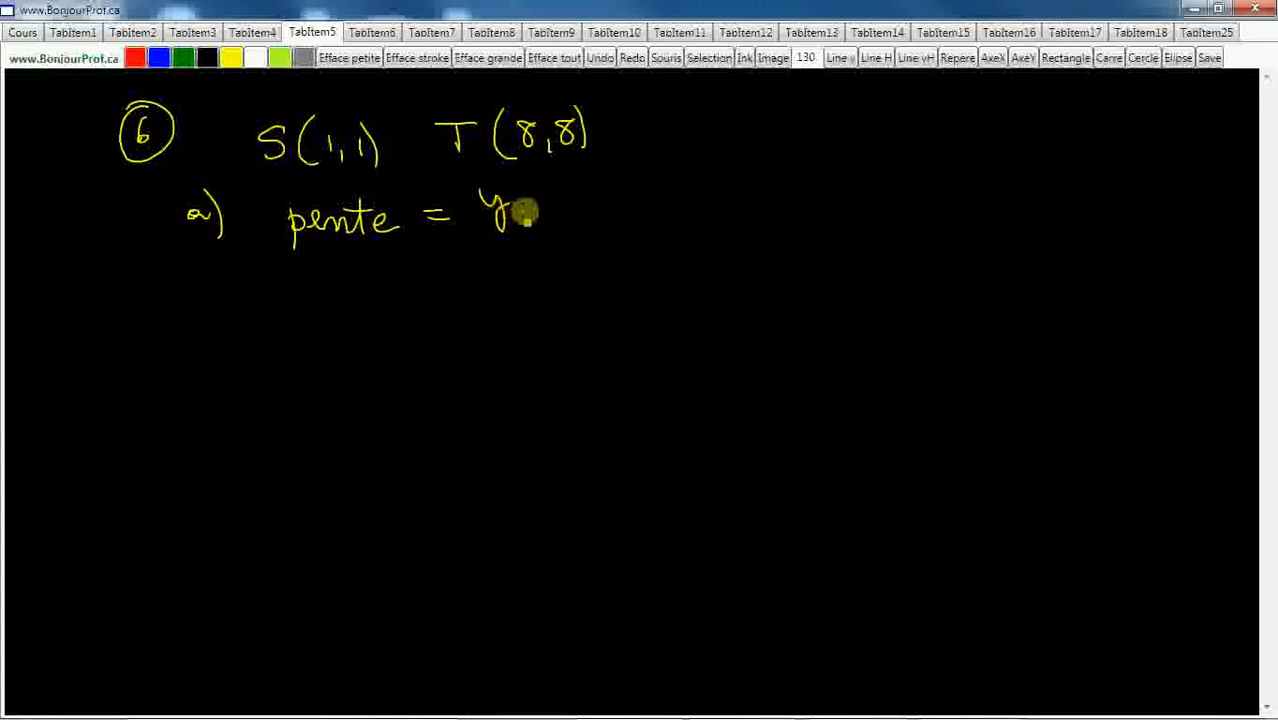 www.BonjourProf.ca
Cours TabItem1 TabItem2 TabItem3 TabItem4 TabItem5 TabItem6 TabItem7 TabItem8 TabItem9 TabItem10 TabItem11 TabItem12 TabItem13 TabItem14 TabItem15 TabItem16 TabItem17 TabItem18 TabItem25
www.BonjourProf.ca Efface petite Efface stroke Efface grande Efface tout Undo Redo Souris Selection Ink Image 130 Line v Line H Line vH Repere AxeX AxeY Rectangle Carre Cercle Elipse Save
6 S(1,1) T(8,8)
a) pente = y